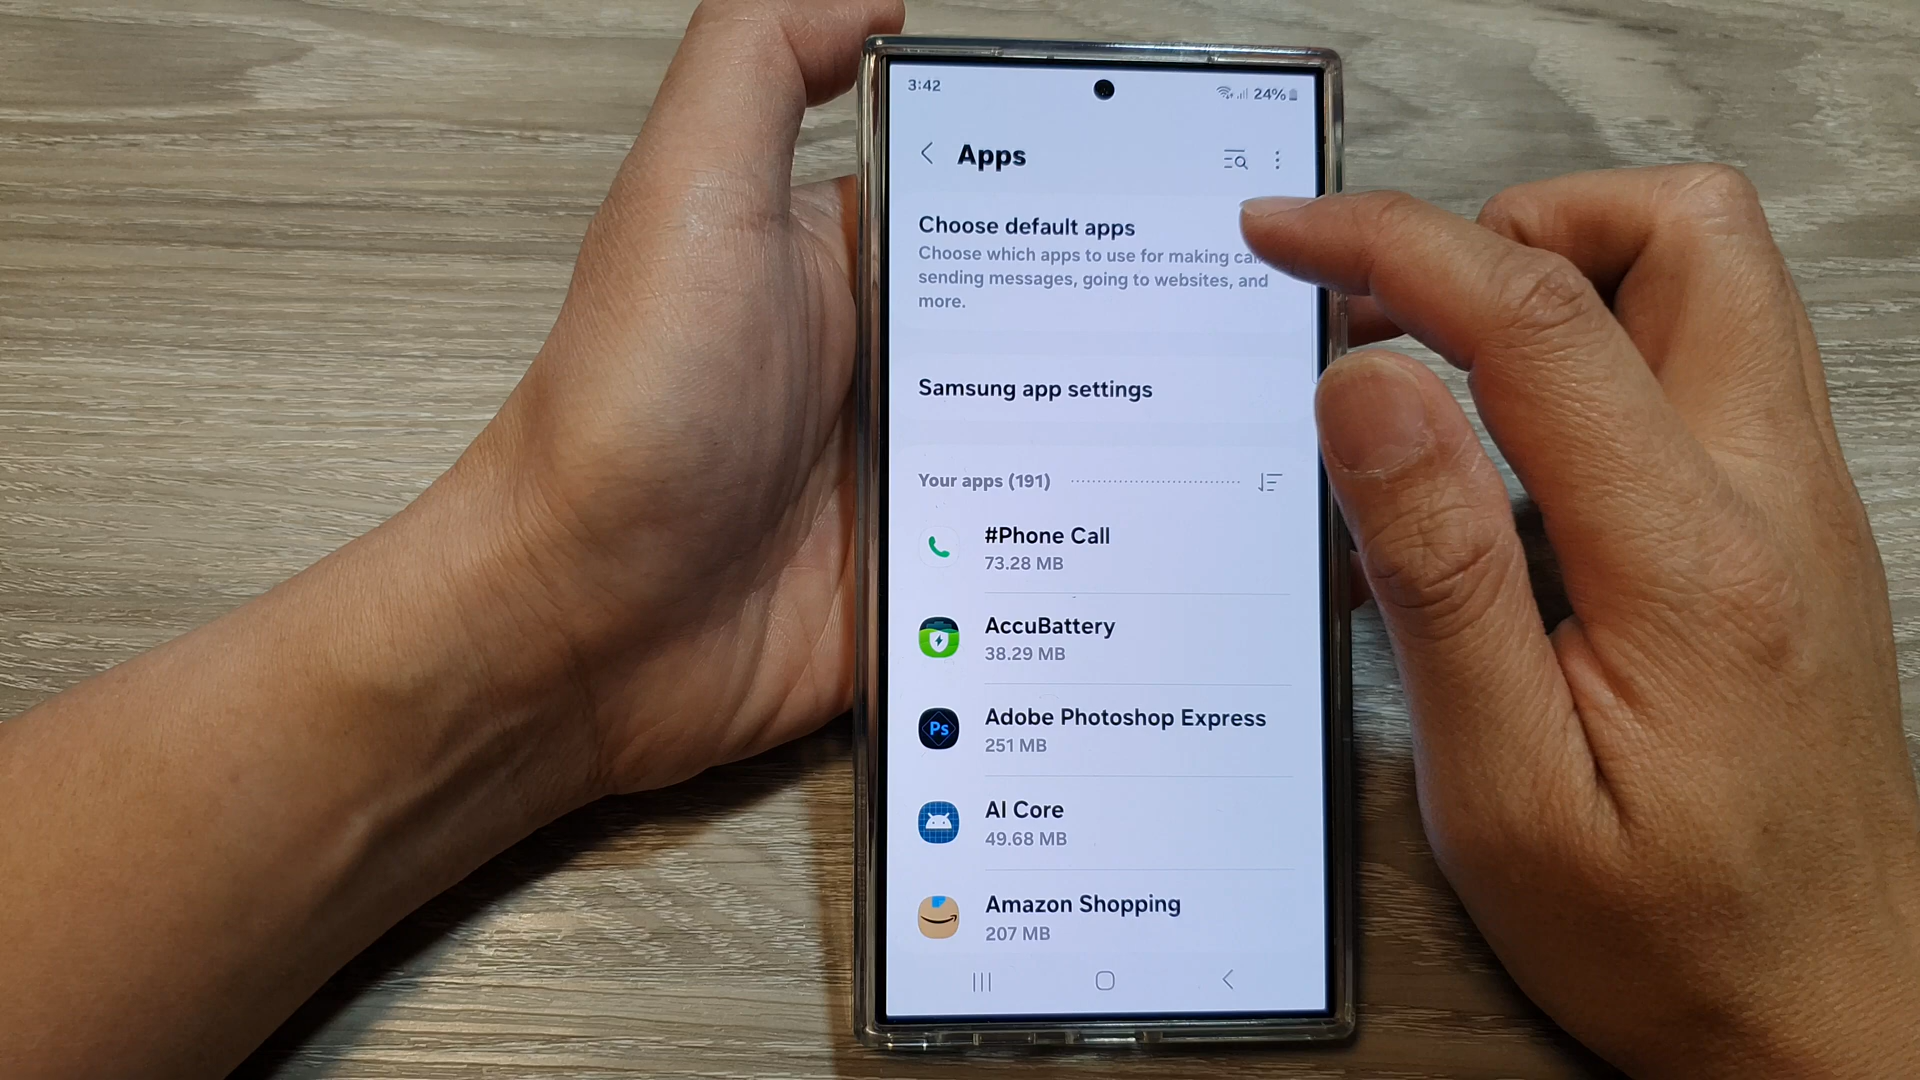 3:42
24%
Apps
Choose default apps
Choose which apps to use for making
sending messages, going to websites, and
more.
Samsung app settings
Your apps (191)
#Phone Call
73.28 MB
AccuBattery
38.29 MB
Ps
Adobe Photoshop Express
251 MB
AI Core
49.68 MB
Amazon Shopping
207 MB